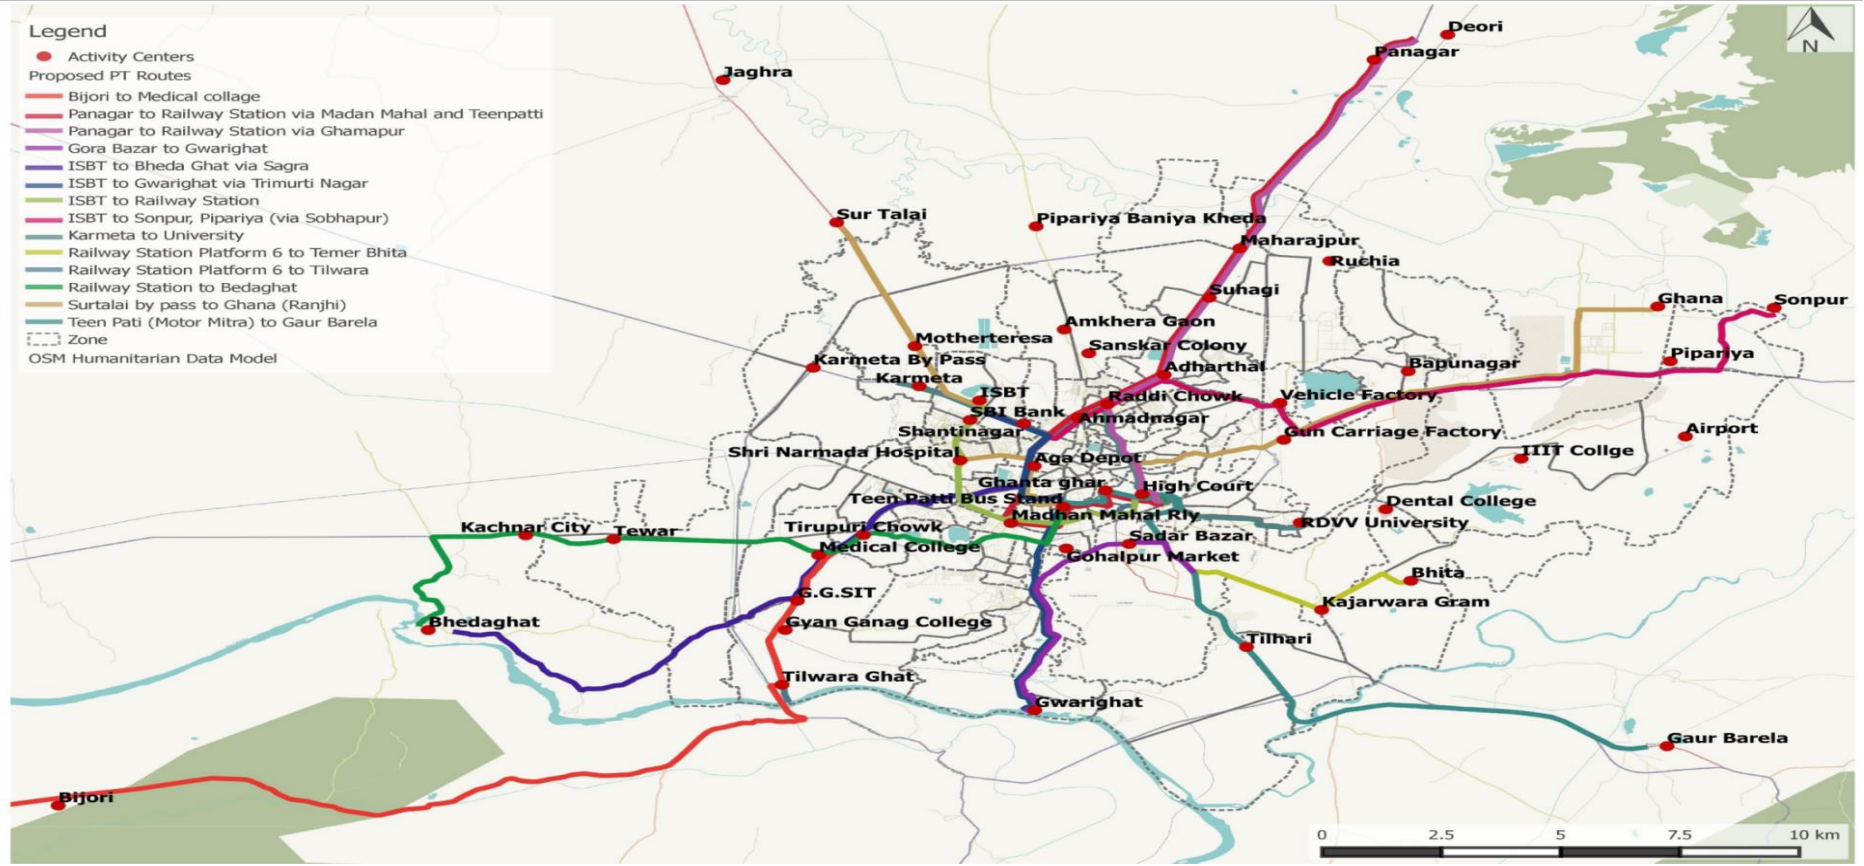 Legend
Activity Centers
Proposed PT Routes
Bijori to Medical collage
Panagar to Railway Station via Madan Mahal and Teenpatti
Panagar to Railway Station via Ghamapur
Gora Bazar to Gwarighat
ISBT to Bheda Ghat via Sagra
ISBT to Gwarighat via Trimurti Nagar
ISBT to Railway Station
ISBT to Sonpur, Pipariya (via Sobhapur)
Karmeta to University
Railway Station Platform 6 to Temer Bhita
Railway Station Platform 6 to Tilwara
Railway Station to Bedaghat
Surtalai by pass to Ghana (Ranjhi)
Teen Pati (Motor Mitra) to Gaur Barela
Zone
OSM Humanitarian Data Model
N
Deori
Panagar
Jaghra
Sur Talai
Pipariya Baniya Kheda
Maharajpur
Ruchia
Suhagi
Ghana
Sonpur
Amkhera Gaon
Motherteresa
Sanskar Colony
Karmeta By Pass
Adharthal
Bapunagar
Pipariya
Karmeta
ISBT
Raddi Chowk
Vehicle Factory
SBI Bank
Ahmadnagar
Shantinagar
Gun Carriage Factory
Airport
Shri Narmada Hospital
Aga Depot
IIIT Collge
Ghanta ghar
High Court
Teen Patti Bus Stand
Dental College
Madhan Mahal Rly
RDVV University
Kachnar City
Tewar
Tirupuri Chowk
Sadar Bazar
Medical College
Gohalpur Market
Bhita
G.G.SIT
Kajarwara Gram
Bhedaghat
Gyan Ganag College
Tilhari
Tilwara Ghat
Gwarighat
Gaur Barela
Bijori
0 2.5 5 7.5 10 km